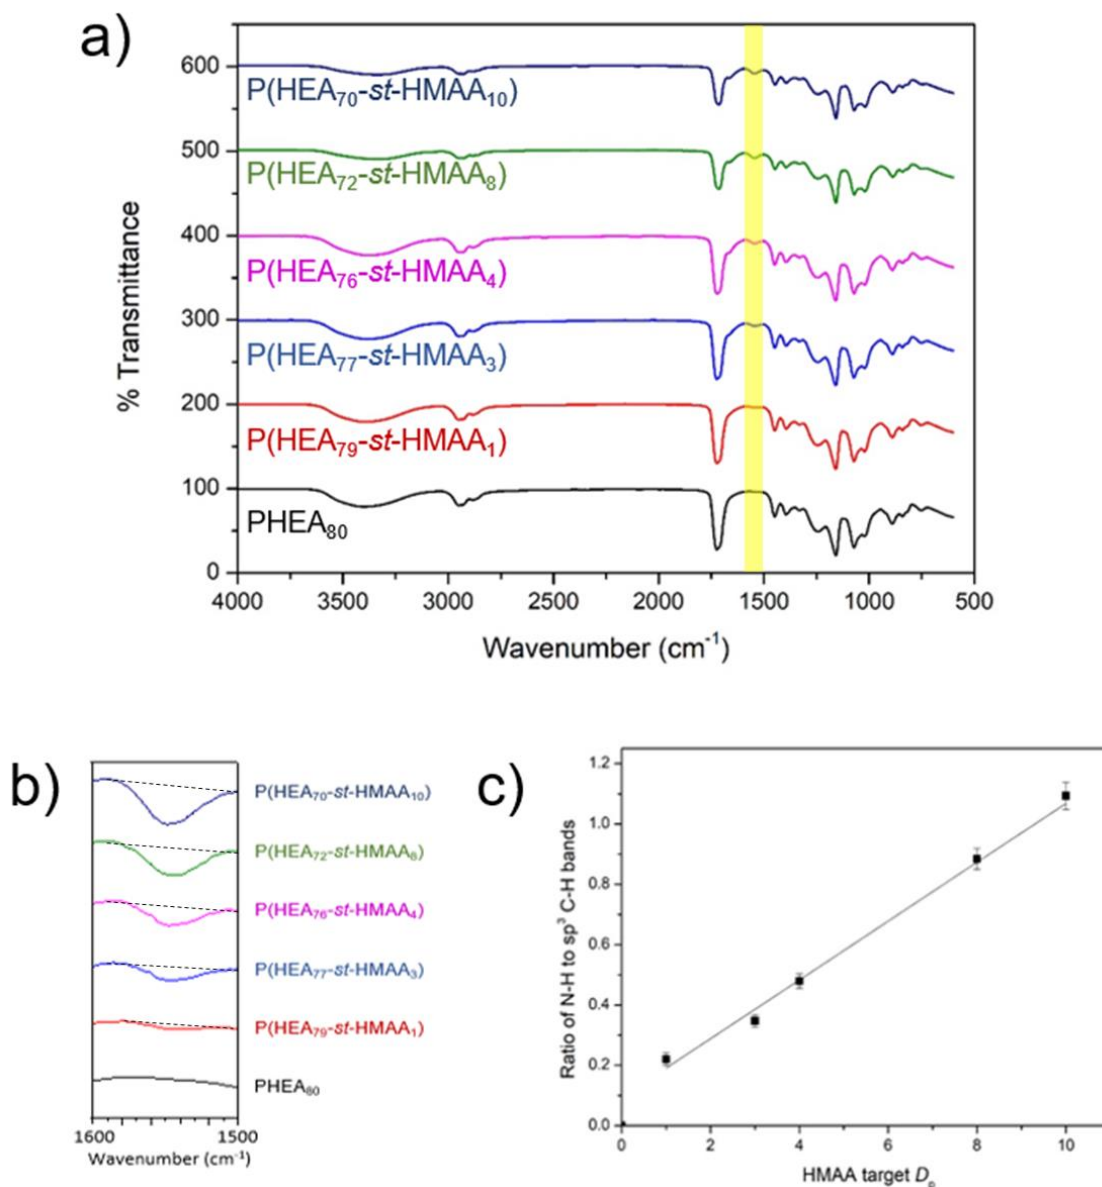 a)
% Transmittance
600
P(HEA₇₀-st-HMAA₁₀)
500
P(HEA₇₂-st-HMAA₈)
400
P(HEA₇₆-st-HMAA₄)
300
P(HEA₇₇-st-HMAA₃)
200
P(HEA₇₉-st-HMAA₁)
100
PHEA₈₀
0
4000 3500 3000 2500 2000 1500 1000 500
Wavenumber (cm⁻¹)
b)
P(HEA₇₀-st-HMAA₁₀)
P(HEA₇₂-st-HMAA₈)
P(HEA₇₆-st-HMAA₄)
P(HEA₇₇-st-HMAA₃)
P(HEA₇₉-st-HMAA₁)
PHEA₈₀
1600 1500
Wavenumber (cm⁻¹)
c)
Ratio of N-H to sp³ C-H bands
1.2
1.0
0.8
0.6
0.4
0.2
0.0
0 2 4 6 8 10
HMAA target Dₚ